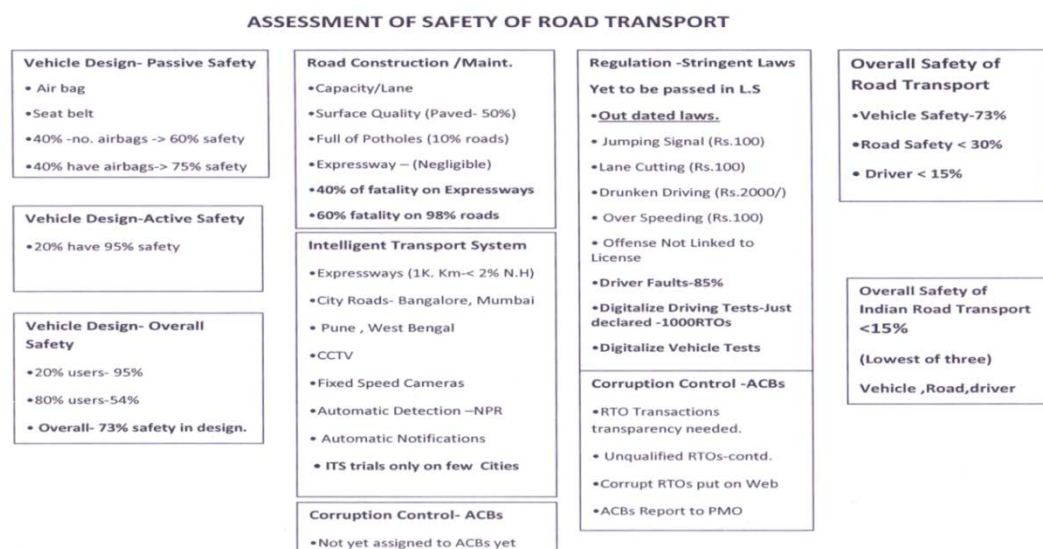 ASSESSMENT OF SAFETY OF ROAD TRANSPORT
Vehicle Design- Passive Safety
• Air bag
•Seat belt
•40% -no. airbags -> 60% safety
•40% have airbags-> 75% safety
Vehicle Design-Active Safety
•20% have 95% safety
Vehicle Design- Overall
Safety
•20% users- 95%
•80% users-54%
• Overall- 73% safety in design.
Road Construction /Maint.
•Capacity/Lane
•Surface Quality (Paved- 50%)
•Full of Potholes (10% roads)
•Expressway – (Negligible)
•40% of fatality on Expressways
•60% fatality on 98% roads
Intelligent Transport System
•Expressways (1K. Km-< 2% N.H)
•City Roads- Bangalore, Mumbai
• Pune , West Bengal
•CCTV
•Fixed Speed Cameras
•Automatic Detection –NPR
• Automatic Notifications
• ITS trials only on few Cities
Corruption Control- ACBs
•Not yet assigned to ACBs yet
Regulation -Stringent Laws
Yet to be passed in L.S
•Out dated laws.
• Jumping Signal (Rs.100)
•Lane Cutting (Rs.100)
•Drunken Driving (Rs.2000/)
• Over Speeding (Rs.100)
• Offense Not Linked to
License
•Driver Faults-85%
•Digitalize Driving Tests-Just
declared -1000RTOs
•Digitalize Vehicle Tests
Corruption Control -ACBs
•RTO Transactions
transparency needed.
• Unqualified RTOs-contd.
•Corrupt RTOs put on Web
•ACBs Report to PMO
Overall Safety of
Road Transport
•Vehicle Safety-73%
•Road Safety < 30%
• Driver < 15%
Overall Safety of
Indian Road Transport
<15%
(Lowest of three)
Vehicle ,Road,driver